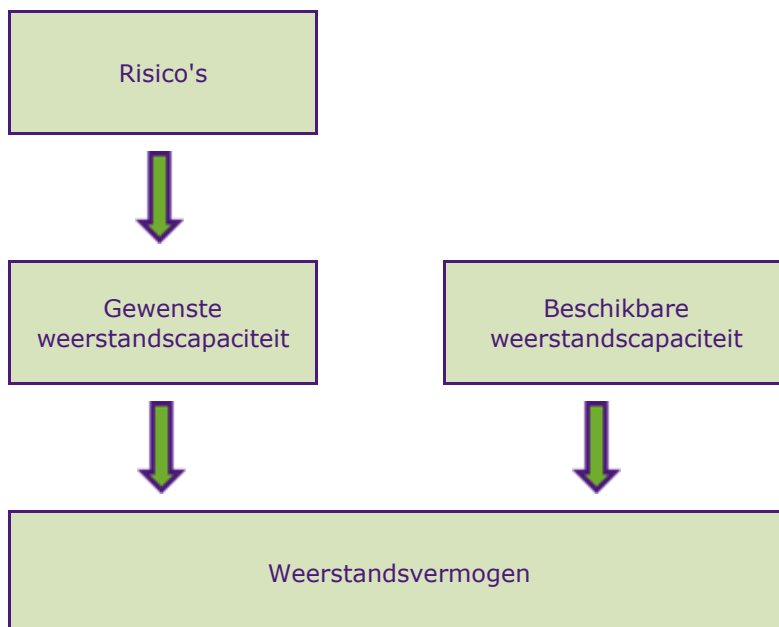 Risico's
Gewenste
weerstandscapaciteit
Beschikbare
weerstandscapaciteit
Weerstandsvermogen